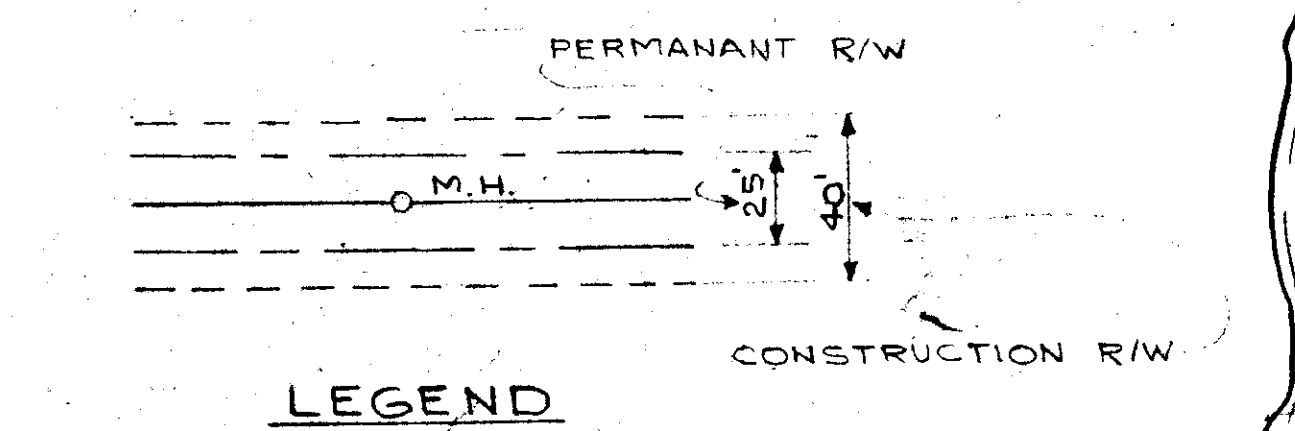 PERMANANT R/W
M.H.
25'
40'
CONSTRUCTION R/W
LEGEND